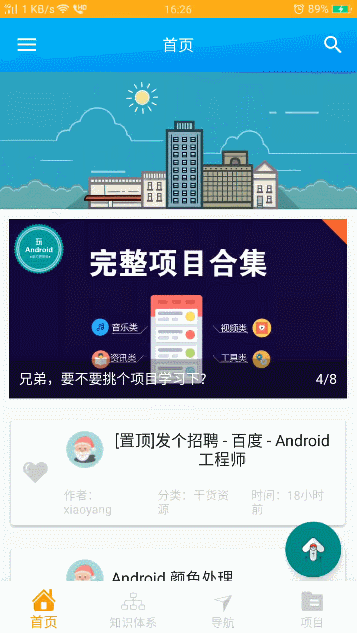 1 K/s
16:26
89%
首页
玩
Android
完整项目合集
音乐类
视频类
资讯类
工具类
兄弟，要不要挑个项目学习下?
4/8
[置顶]发个招聘 - 百度 - Android
工程师
作者：
xiaoyang
分类：干货资
源
时间：18小时
前
Android 颜色处理
首页
知识体系
导航
项目